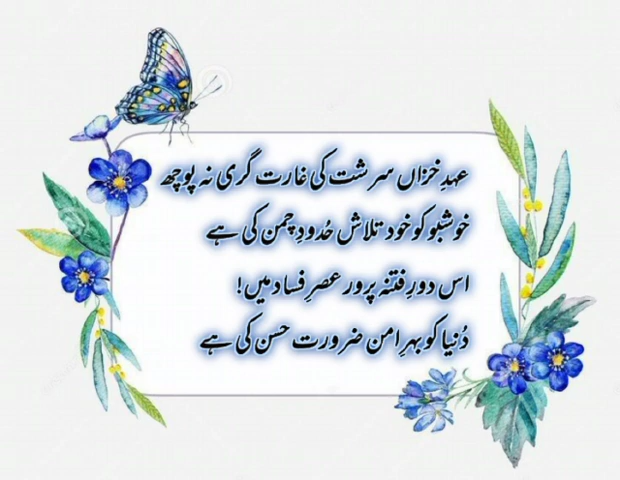 عہدِ خزاں سرشت کی غارت گری نہ پوچھ
خوشبو کو خود تلاش حُدودِ چمن کی ہے
اس دورِ فتنہ پرور عصرِ فساد میں!
دُنیا کو بہرِ امن ضرورت حسن کی ہے